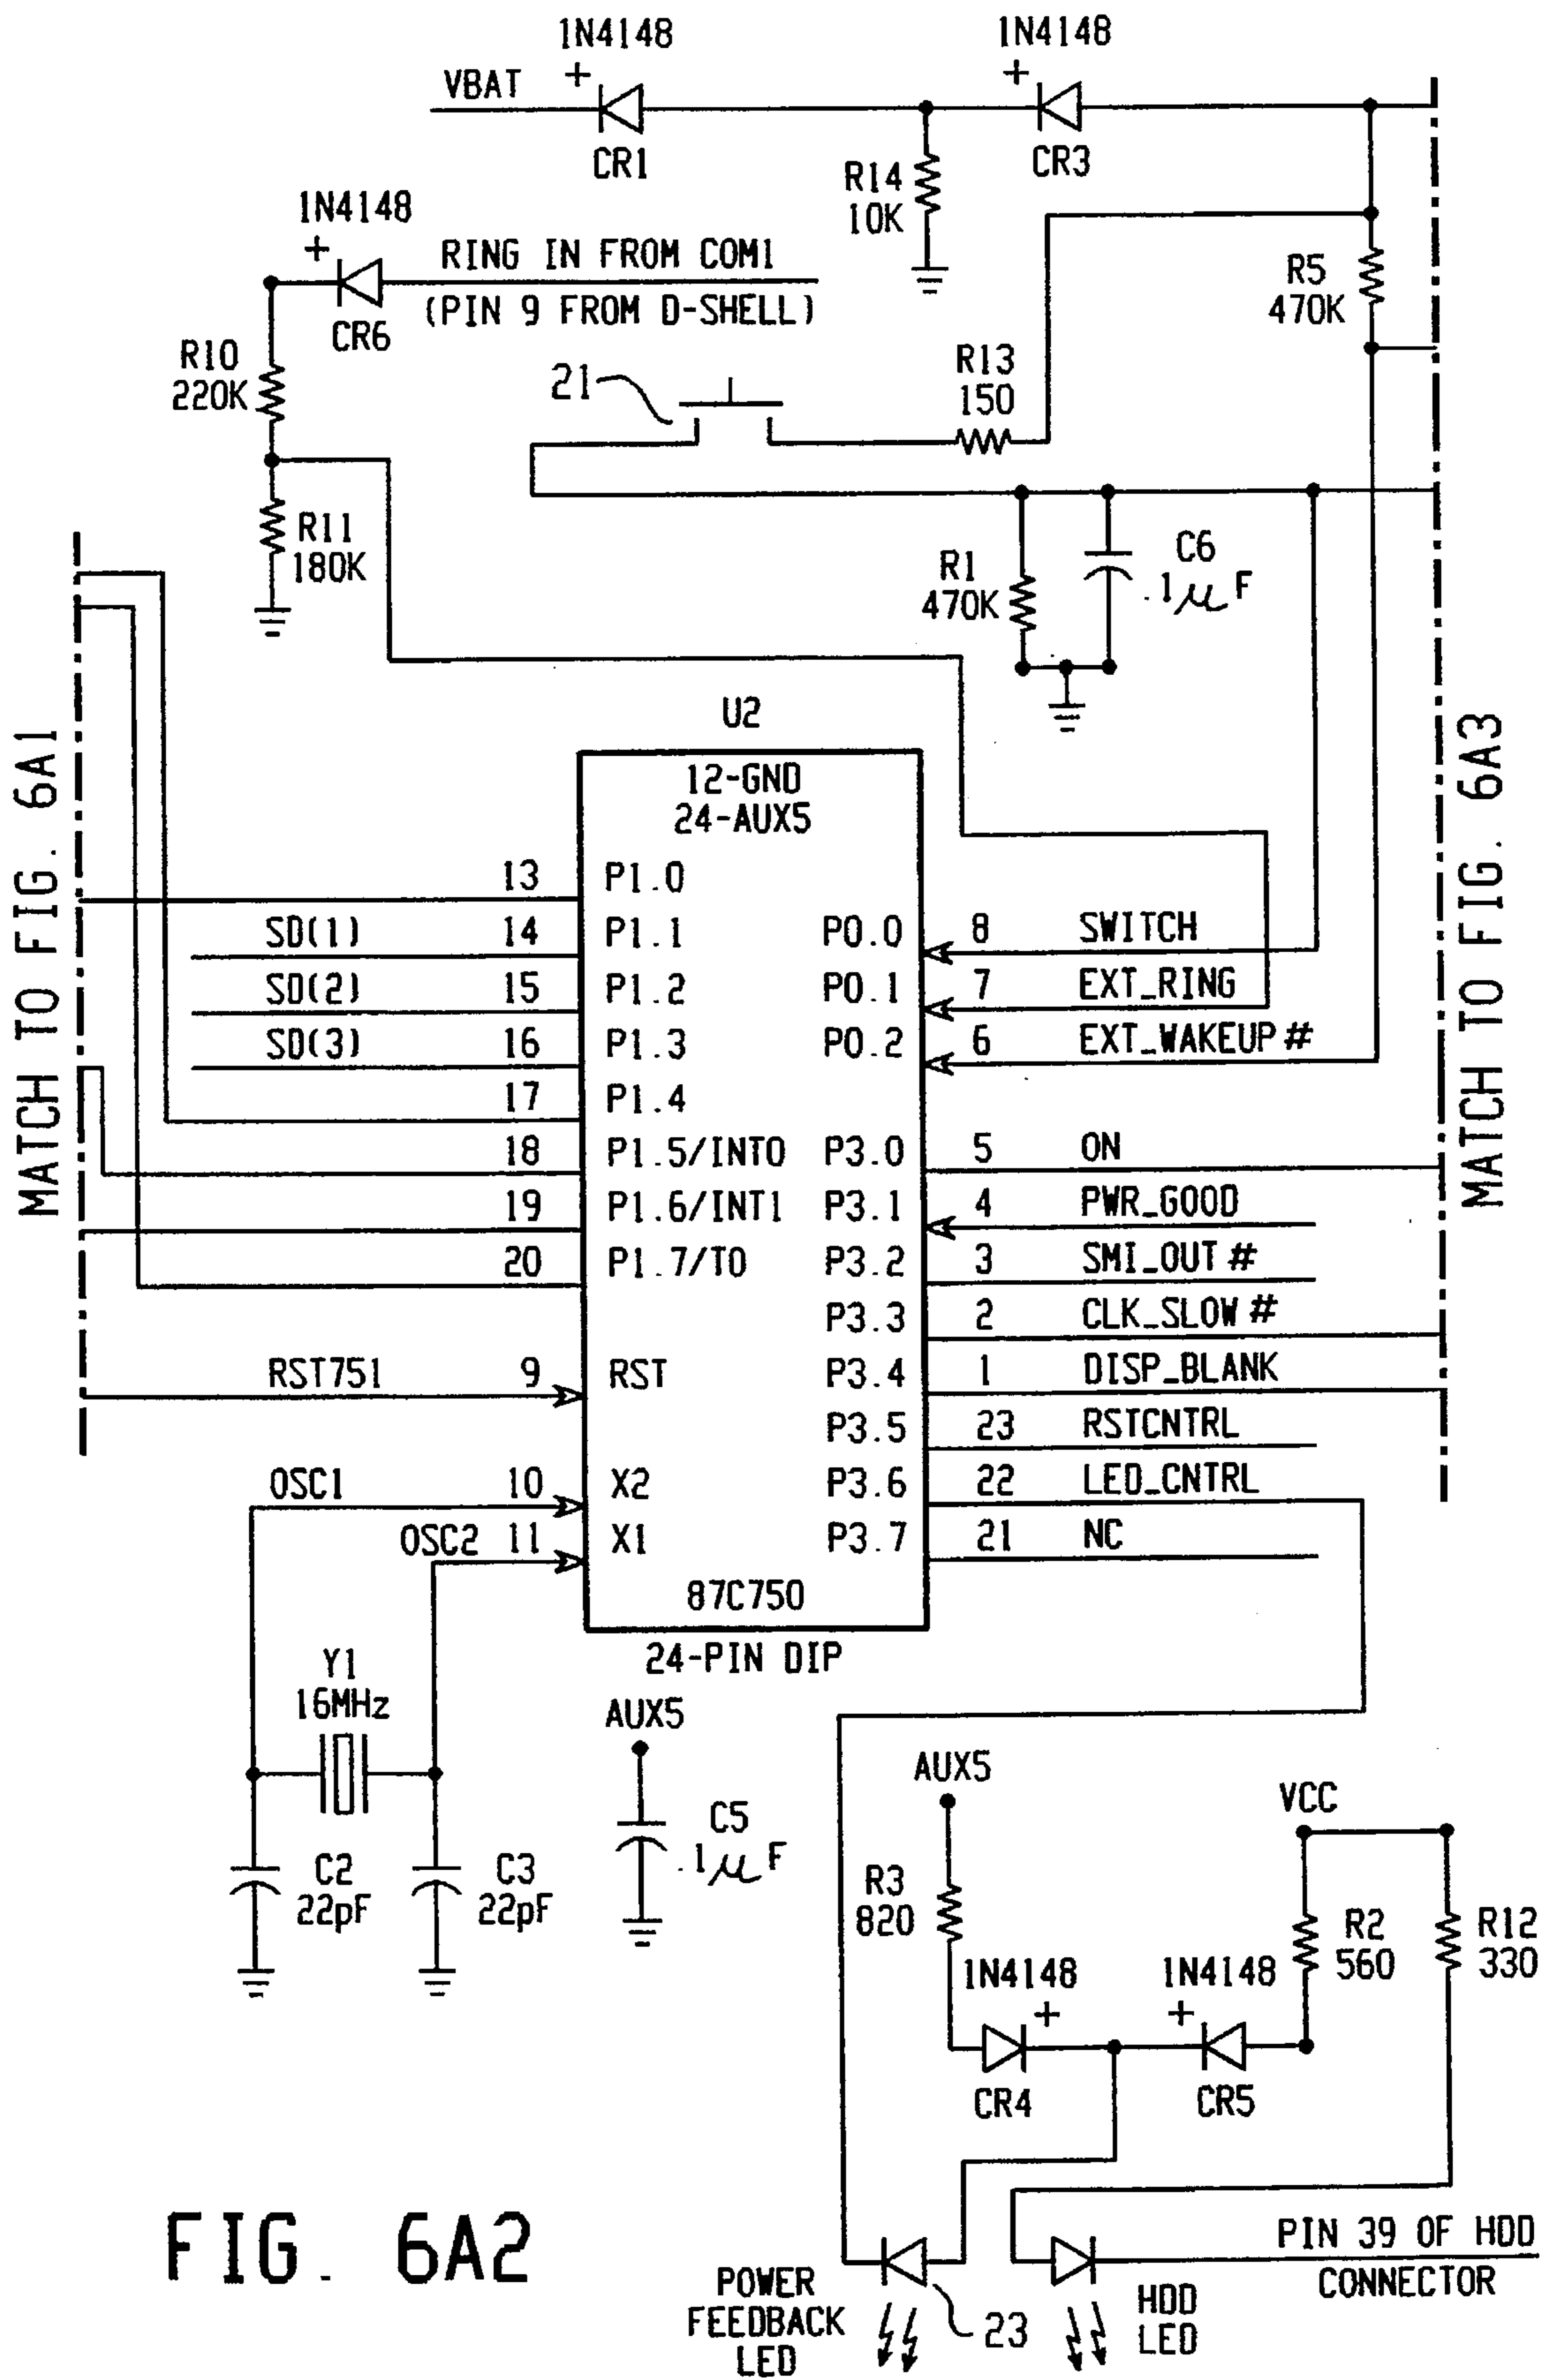 1N4148
1N4148
VBAT
+
+
CR1
CR3
R14
10K
1N4148
+
RING IN FROM COM1
(PIN 9 FROM D-SHELL)
CR6
R5
470K
R10
220K
21
R13
150
R11
180K
R1
470K
C6
.1μF
MATCH TO FIG. 6A1
MATCH TO FIG. 6A3
U2
12-GND
24-AUX5
13 P1.0
SD(1) 14 P1.1
SD(2) 15 P1.2
SD(3) 16 P1.3
17 P1.4
18 P1.5/INT0
19 P1.6/INT1
20 P1.7/T0
RST751 9 RST
OSC1 10 X2
OSC2 11 X1
P0.0 8 SWITCH
P0.1 7 EXT_RING
P0.2 6 EXT_WAKEUP#
P3.0 5 ON
P3.1 4 PWR_GOOD
P3.2 3 SMI_OUT#
P3.3 2 CLK_SLOW#
P3.4 1 DISP_BLANK
P3.5 23 RSTCNTRL
P3.6 22 LED_CNTRL
P3.7 21 NC
87C750
24-PIN DIP
Y1
16MHz
C2
22pF
C3
22pF
AUX5
C5
.1μF
AUX5
VCC
R3
820
R2
560
R12
330
1N4148
+
1N4148
+
CR4
CR5
PIN 39 OF HDD
CONNECTOR
POWER
FEEDBACK
LED
23
HDD
LED
FIG. 6A2